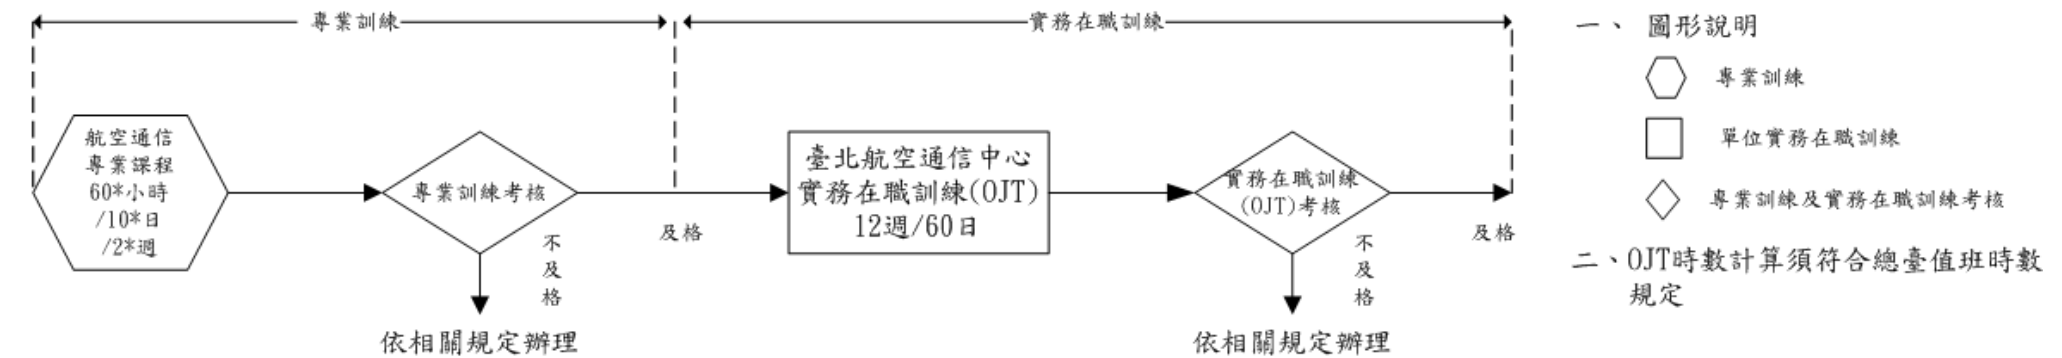 專業訓練
實務在職訓練
航空通信
專業課程
60*小時
/10*日
/2*週
專業訓練考核
不
及
格
依相關規定辦理
及格
臺北航空通信中心
實務在職訓練(OJT)
12週/60日
實務在職訓練
(OJT)考核
不
及
格
依相關規定辦理
及格
一、 圖形說明
專業訓練
單位實務在職訓練
專業訓練及實務在職訓練考核
二、OJT時數計算須符合總臺值班時數
規定